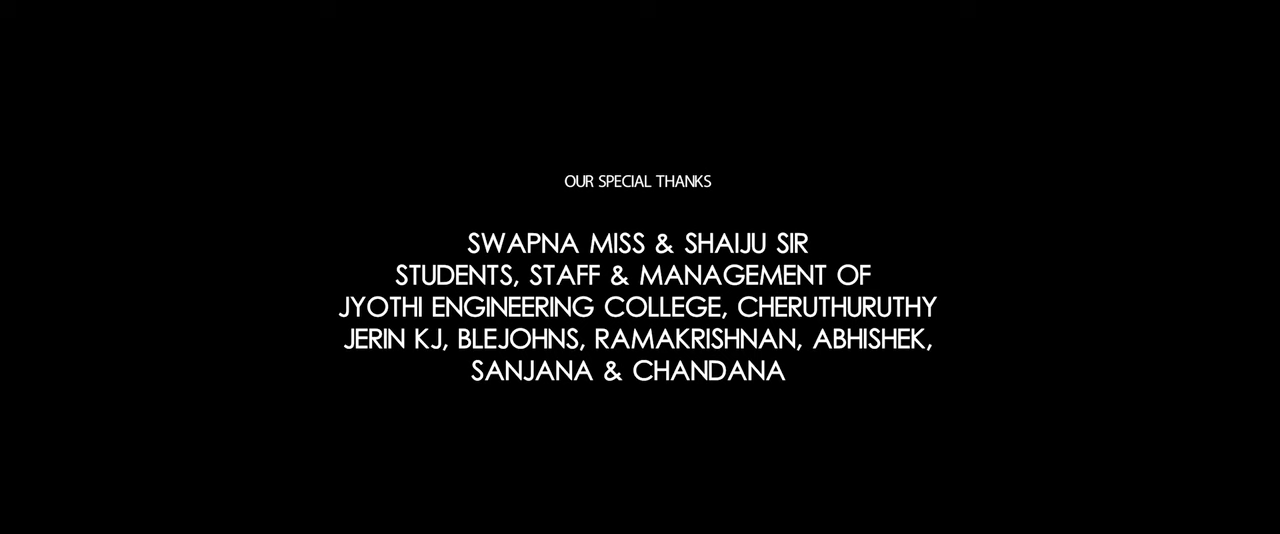 OUR SPECIAL THANKS
SWAPNA MISS & SHAIJU SIR
STUDENTS, STAFF & MANAGEMENT OF
JYOTHI ENGINEERING COLLEGE, CHERUTHURUTHY
JERIN KJ, BLEJOHNS, RAMAKRISHNAN, ABHISHEK,
SANJANA & CHANDANA